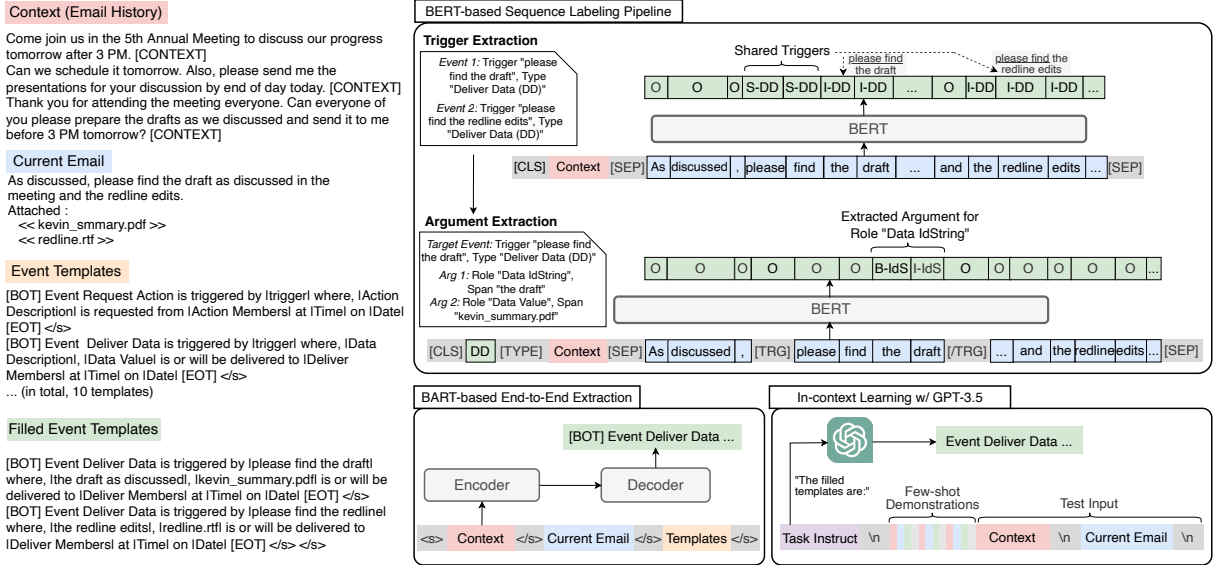 Context (Email History)
Come join us in the 5th Annual Meeting to discuss our progress
tomorrow after 3 PM. [CONTEXT]
Can we schedule it tomorrow. Also, please send me the
presentations for your discussion by end of day today. [CONTEXT]
Thank you for attending the meeting everyone. Can everyone of
you please prepare the drafts as we discussed and send it to me
before 3 PM tomorrow? [CONTEXT]
Current Email
As discussed, please find the draft as discussed in the
meeting and the redline edits.
Attached :
<< kevin_smmary.pdf >>
<< redline.rtf >>
Event Templates
[BOT] Event Request Action is triggered by |trigger| where, |Action
Description| is requested from |Action Members| at |Time| on |Date|
[EOT] </s>
[BOT] Event  Deliver Data is triggered by |trigger| where, |Data
Description|, |Data Value| is or will be delivered to |Deliver
Members| at |Time| on |Date| [EOT] </s>
... (in total, 10 templates)
Filled Event Templates
[BOT] Event Deliver Data is triggered by |please find the draft|
where, |the draft as discussed|, |kevin_summary.pdf| is or will be
delivered to |Deliver Members| at |Time| on |Date| [EOT] </s>
[BOT] Event Deliver Data is triggered by |please find the redline|
where, |the redline edits|, |redline.rtf| is or will be delivered to
|Deliver Members| at |Time| on |Date| [EOT] </s> </s>
BERT-based Sequence Labeling Pipeline
Trigger Extraction
Event 1: Trigger "please
find the draft", Type
"Deliver Data (DD)"
Event 2: Trigger "please
find the redline edits", Type
"Deliver Data (DD)"
Shared Triggers
please find
the draft
please find the
redline edits
O O O S-DD S-DD I-DD I-DD ... O I-DD I-DD I-DD ...
BERT
[CLS] Context [SEP] As discussed , please find the draft ... and the redline edits ... [SEP]
Argument Extraction
Target Event: Trigger "please find
the draft", Type "Deliver Data (DD)"
Arg 1: Role "Data IdString",
Span "the draft"
Arg 2: Role "Data Value", Span
"kevin_summary.pdf"
Extracted Argument for
Role "Data IdString"
O O O O O O B-IdS I-IdS O O O O O O ...
BERT
[CLS] DD [TYPE] Context [SEP] As discussed , [TRG] please find the draft [/TRG] ... and the redline edits ... [SEP]
BART-based End-to-End Extraction
[BOT] Event Deliver Data ...
Encoder
Decoder
<s> Context </s> Current Email </s> Templates </s>
In-context Learning w/ GPT-3.5
Event Deliver Data ...
"The filled
templates are:"
Few-shot
Demonstrations
Test Input
Task Instruct \n Context \n Current Email \n